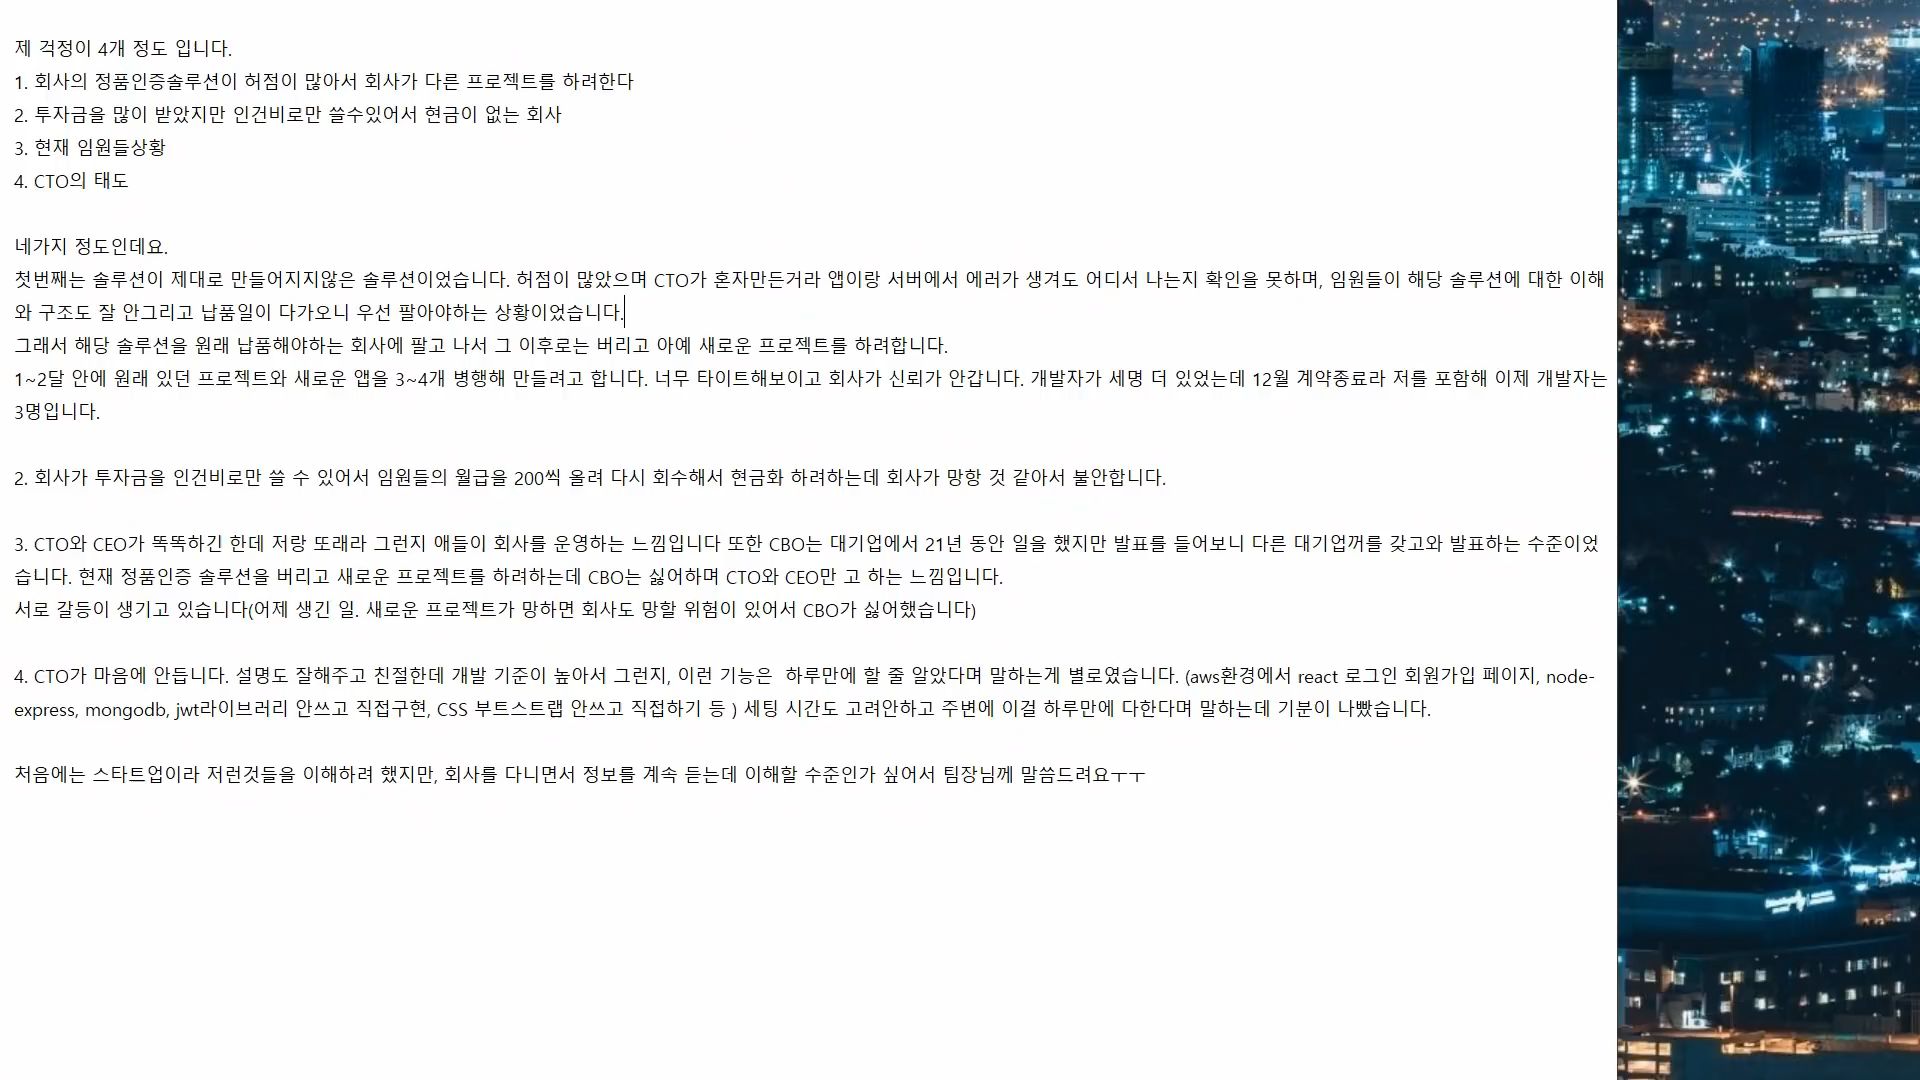 제 걱정이 4개 정도 입니다.
1. 회사의 정품인증솔루션이 허점이 많아서 회사가 다른 프로젝트를 하려한다
2. 투자금을 많이 받았지만 인건비로만 쓸수있어서 현금이 없는 회사
3. 현재 임원들상황
4. CTO의 태도
네가지 정도인데요.
첫번째는 솔루션이 제대로 만들어지지않은 솔루션이었습니다. 허점이 많았으며 CTO가 혼자만든거라 앱이랑 서버에서 에러가 생겨도 어디서 나는지 확인을 못하며, 임원들이 해당 솔루션에 대한 이해
와 구조도 잘 안그리고 납품일이 다가오니 우선 팔아야하는 상황이었습니다.
그래서 해당 솔루션을 원래 납품해야하는 회사에 팔고 나서 그 이후로는 버리고 아예 새로운 프로젝트를 하려합니다.
1~2달 안에 원래 있던 프로젝트와 새로운 앱을 3~4개 병행해 만들려고 합니다. 너무 타이트해보이고 회사가 신뢰가 안갑니다. 개발자가 세명 더 있었는데 12월 계약종료라 저를 포함해 이제 개발자는
3명입니다.
2. 회사가 투자금을 인건비로만 쓸 수 있어서 임원들의 월급을 200씩 올려 다시 회수해서 현금화 하려하는데 회사가 망항 것 같아서 불안합니다.
3. CTO와 CEO가 똑똑하긴 한데 저랑 또래라 그런지 애들이 회사를 운영하는 느낌입니다 또한 CBO는 대기업에서 21년 동안 일을 했지만 발표를 들어보니 다른 대기업꺼를 갖고와 발표하는 수준이었
습니다. 현재 정품인증 솔루션을 버리고 새로운 프로젝트를 하려하는데 CBO는 싫어하며 CTO와 CEO만 고 하는 느낌입니다.
서로 갈등이 생기고 있습니다(어제 생긴 일. 새로운 프로젝트가 망하면 회사도 망할 위험이 있어서 CBO가 싫어했습니다)
4. CTO가 마음에 안듭니다. 설명도 잘해주고 친절한데 개발 기준이 높아서 그런지, 이런 기능은  하루만에 할 줄 알았다며 말하는게 별로였습니다. (aws환경에서 react 로그인 회원가입 페이지, node-
express, mongodb, jwt라이브러리 안쓰고 직접구현, CSS 부트스트랩 안쓰고 직접하기 등 ) 세팅 시간도 고려안하고 주변에 이걸 하루만에 다한다며 말하는데 기분이 나빴습니다.
처음에는 스타트업이라 저런것들을 이해하려 했지만, 회사를 다니면서 정보를 계속 듣는데 이해할 수준인가 싶어서 팀장님께 말씀드려요ㅜㅜ